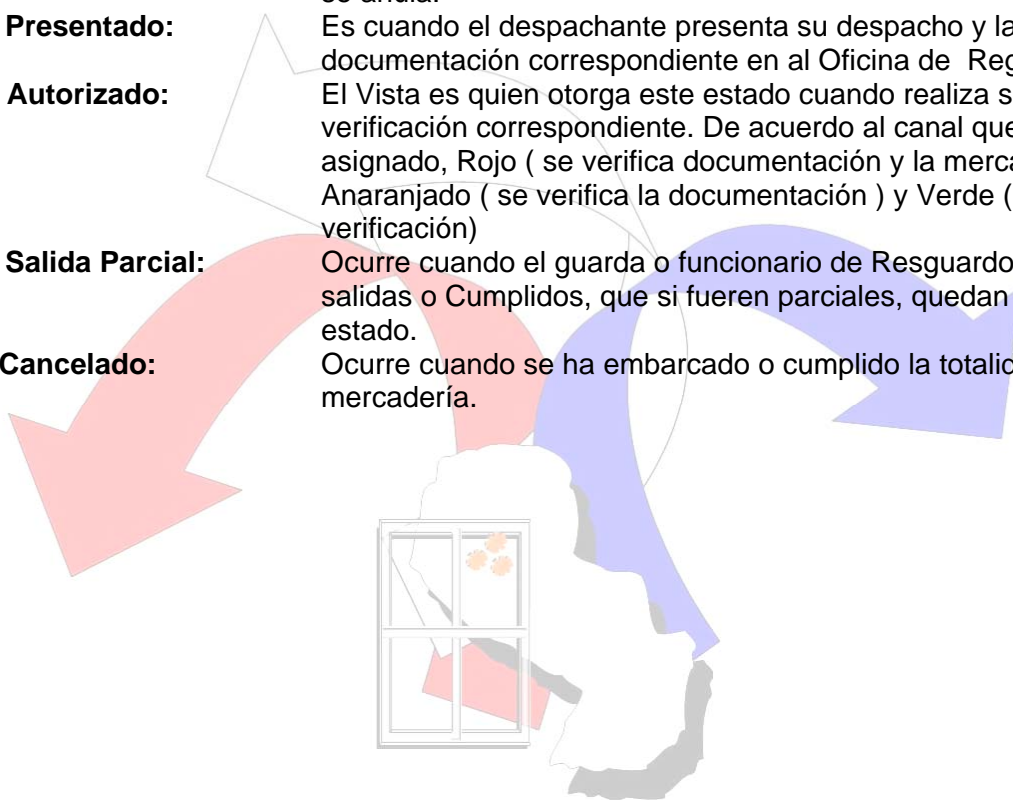 Presentado: Es cuando el despachante presenta su despacho y la
documentación correspondiente en al Oficina de
Autorizado: El Vista es quien otorga este estado cuando realiza
verificación correspondiente. De acuerdo al canal que
asignado, Rojo ( se verifica documentación y la
Anaranjado ( se verifica la documentación ) y Verde (
verificación)
Salida Parcial: Ocurre cuando el guarda o funcionario de Resguardo
salidas o Cumplidos, que si fueren parciales, quedan
estado.
Cancelado: Ocurre cuando se ha embarcado o cumplido la
mercadería.